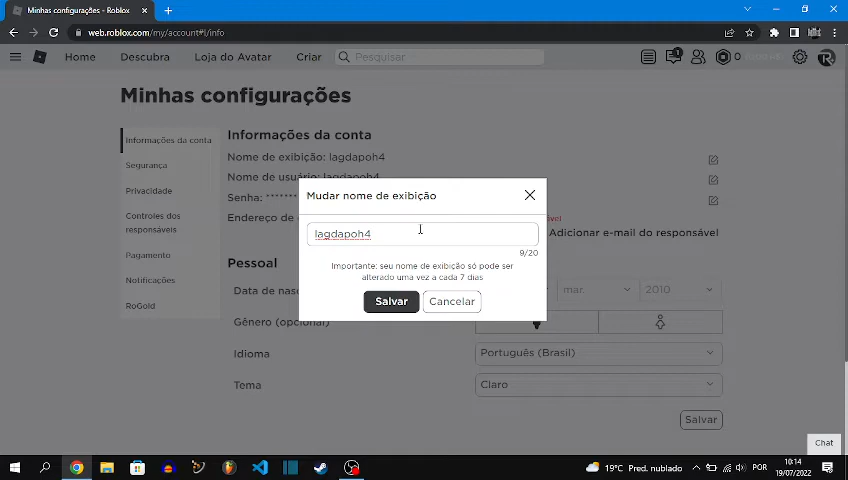 Minhas configurações - Roblox
web.roblox.com/my/account#!/info
Home
Descubra
Loja do Avatar
Criar
Pesquisar
1
0
Minhas configurações
Informações da conta
Segurança
Privacidade
Controles dos
responsáveis
Pagamento
Notificações
RoGold
Informações da conta
Nome de exibição: lagdapoh4
Nome de usuário: lagdapoh4
Senha: *******
Endereço de
Adicionar e-mail do responsável
Mudar nome de exibição
lagdapoh4
9/20
Importante: seu nome de exibição só pode ser
alterado uma vez a cada 7 dias
Salvar
Cancelar
Pessoal
Data de nasc
mar.
2010
Gênero (opcional)
Idioma
Português (Brasil)
Tema
Claro
Salvar
Chat
19°C Pred. nublado
POR
10:14
19/07/2022